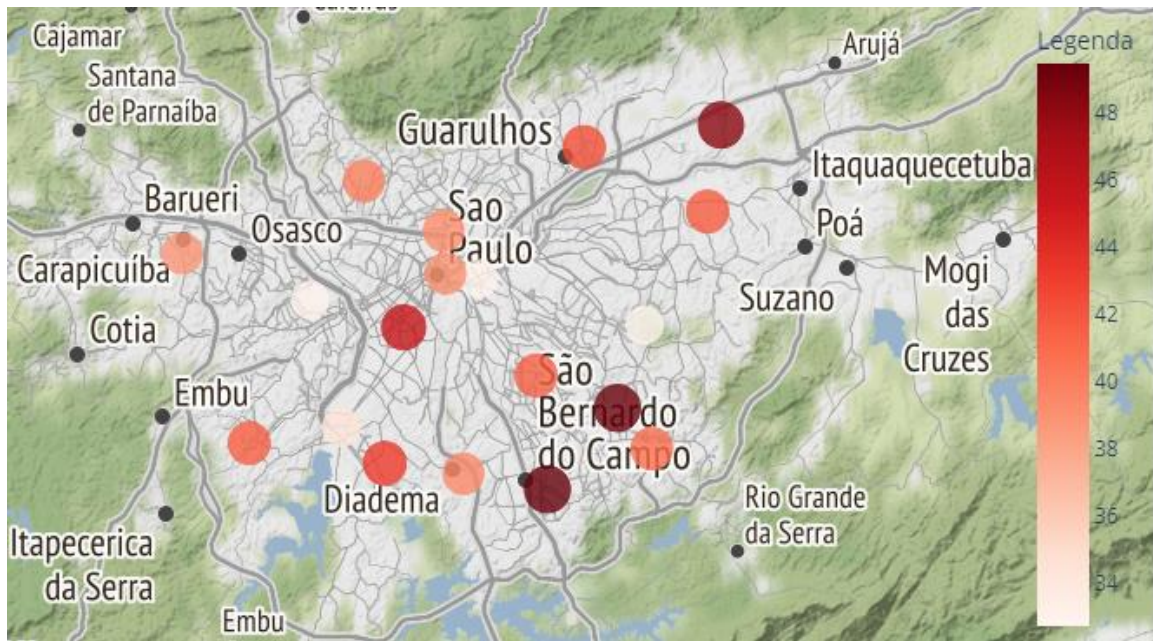 Cajamar
Santana
de Parnaíba
Arujá
Legenda
Guarulhos
Itaquaquecetuba
Barueri
Osasco
Sao
Paulo
Poá
Carapicuíba
Suzano
Mogi
das
Cruzes
Cotia
Embu
São
Bernardo
do Campo
Diadema
Rio Grande
da Serra
Itapecerica
da Serra
Embu
48
46
44
42
40
38
36
34